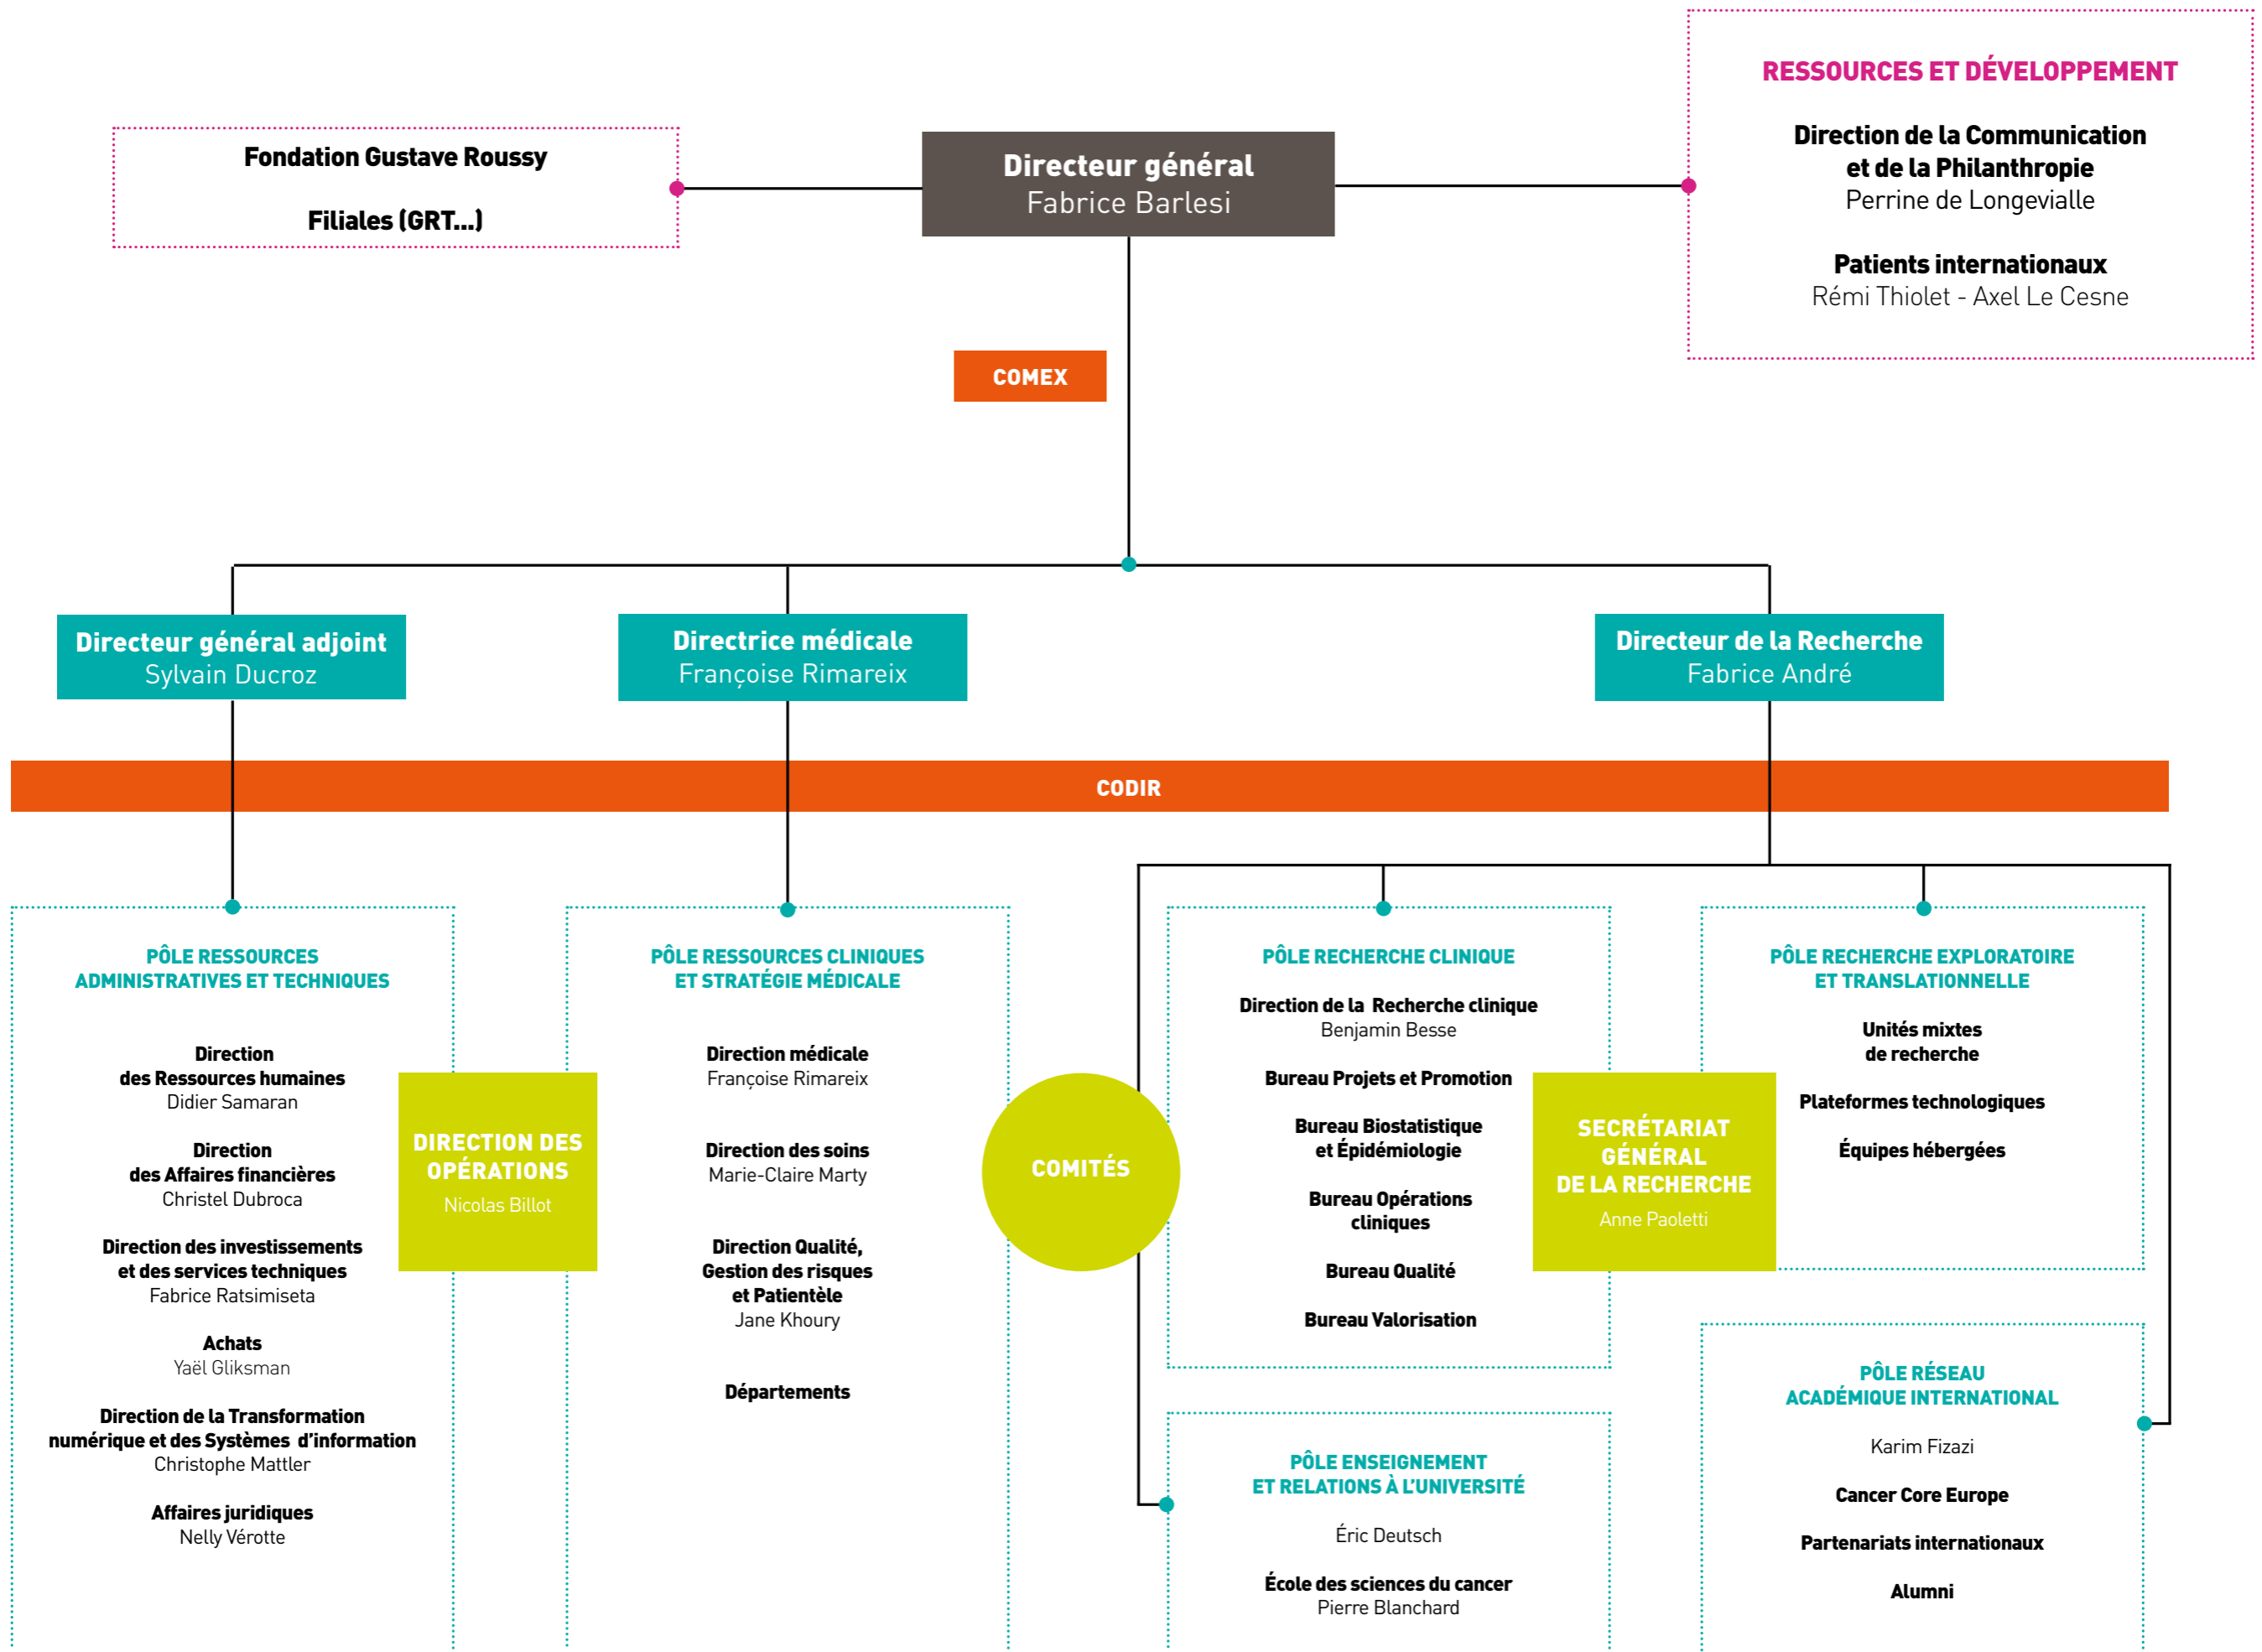 RESSOURCES ET DÉVELOPPEMENT
Direction de la Communication
et de la Philanthropie
Perrine de Longevialle
Patients internationaux
Rémi Thiolet - Axel Le Cesne
Fondation Gustave Roussy
Filiales (GRT...)
Directeur général
Fabrice Barlesi
COMEX
Directeur général adjoint
Sylvain Ducroz
Directrice médicale
Françoise Rimareix
Directeur de la Recherche
Fabrice André
CODIR
PÔLE RESSOURCES
ADMINISTRATIVES ET TECHNIQUES
Direction
des Ressources humaines
Didier Samaran
Direction
des Affaires financières
Christel Dubroca
Direction des investissements
et des services techniques
Fabrice Ratsimiseta
Achats
Yaël Gliksman
Direction de la Transformation
numérique et des Systèmes d'information
Christophe Mattler
Affaires juridiques
Nelly Vérotte
DIRECTION DES
OPÉRATIONS
Nicolas Billot
PÔLE RESSOURCES CLINIQUES
ET STRATÉGIE MÉDICALE
Direction médicale
Françoise Rimareix
Direction des soins
Marie-Claire Marty
Direction Qualité,
Gestion des risques
et Patientèle
Jane Khoury
Départements
COMITÉS
PÔLE RECHERCHE CLINIQUE
Direction de la Recherche clinique
Benjamin Besse
Bureau Projets et Promotion
Bureau Biostatistique
et Épidémiologie
Bureau Opérations
cliniques
Bureau Qualité
Bureau Valorisation
SECRÉTARIAT
GÉNÉRAL
DE LA RECHERCHE
Anne Paoletti
PÔLE RECHERCHE EXPLORATOIRE
ET TRANSLATIONNELLE
Unités mixtes
de recherche
Plateformes technologiques
Équipes hébergées
PÔLE ENSEIGNEMENT
ET RELATIONS À L'UNIVERSITÉ
Éric Deutsch
École des sciences du cancer
Pierre Blanchard
PÔLE RÉSEAU
ACADÉMIQUE INTERNATIONAL
Karim Fizazi
Cancer Core Europe
Partenariats internationaux
Alumni